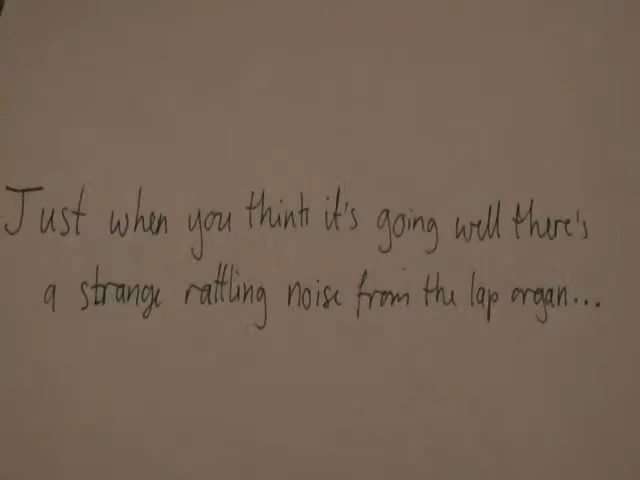 Just when you think it's going well there's
a strange rattling noise from the lap organ...